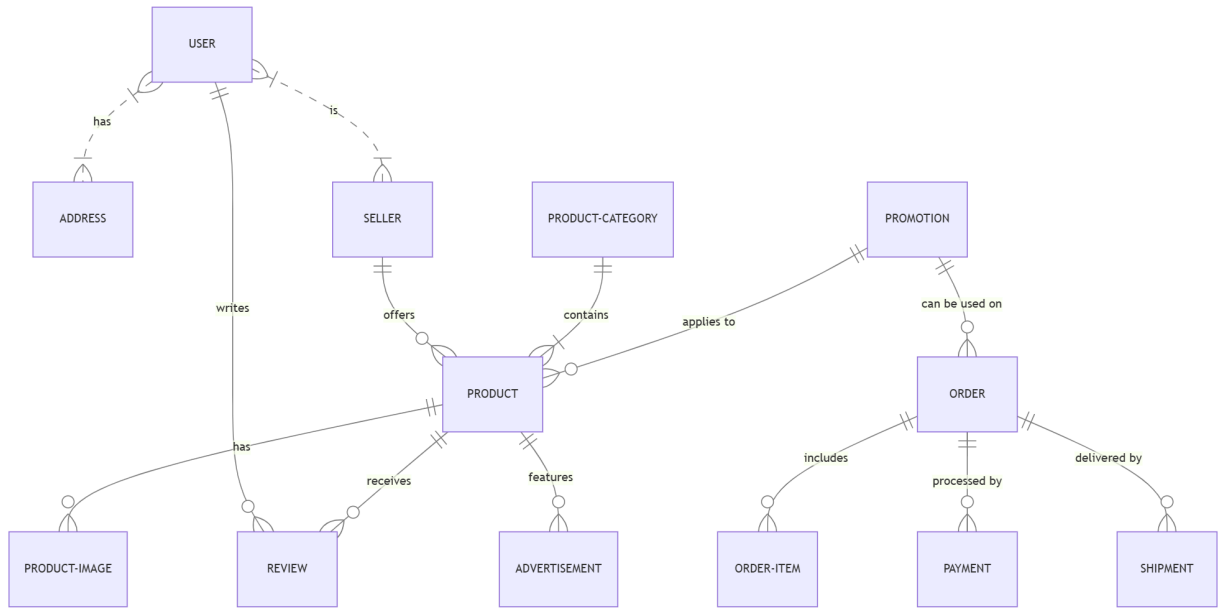 USER
has
is
ADDRESS
SELLER
PRODUCT-CATEGORY
PROMOTION
writes
offers
contains
applies to
can be used on
PRODUCT
ORDER
has
receives
features
includes
processed by
delivered by
PRODUCT-IMAGE
REVIEW
ADVERTISEMENT
ORDER-ITEM
PAYMENT
SHIPMENT